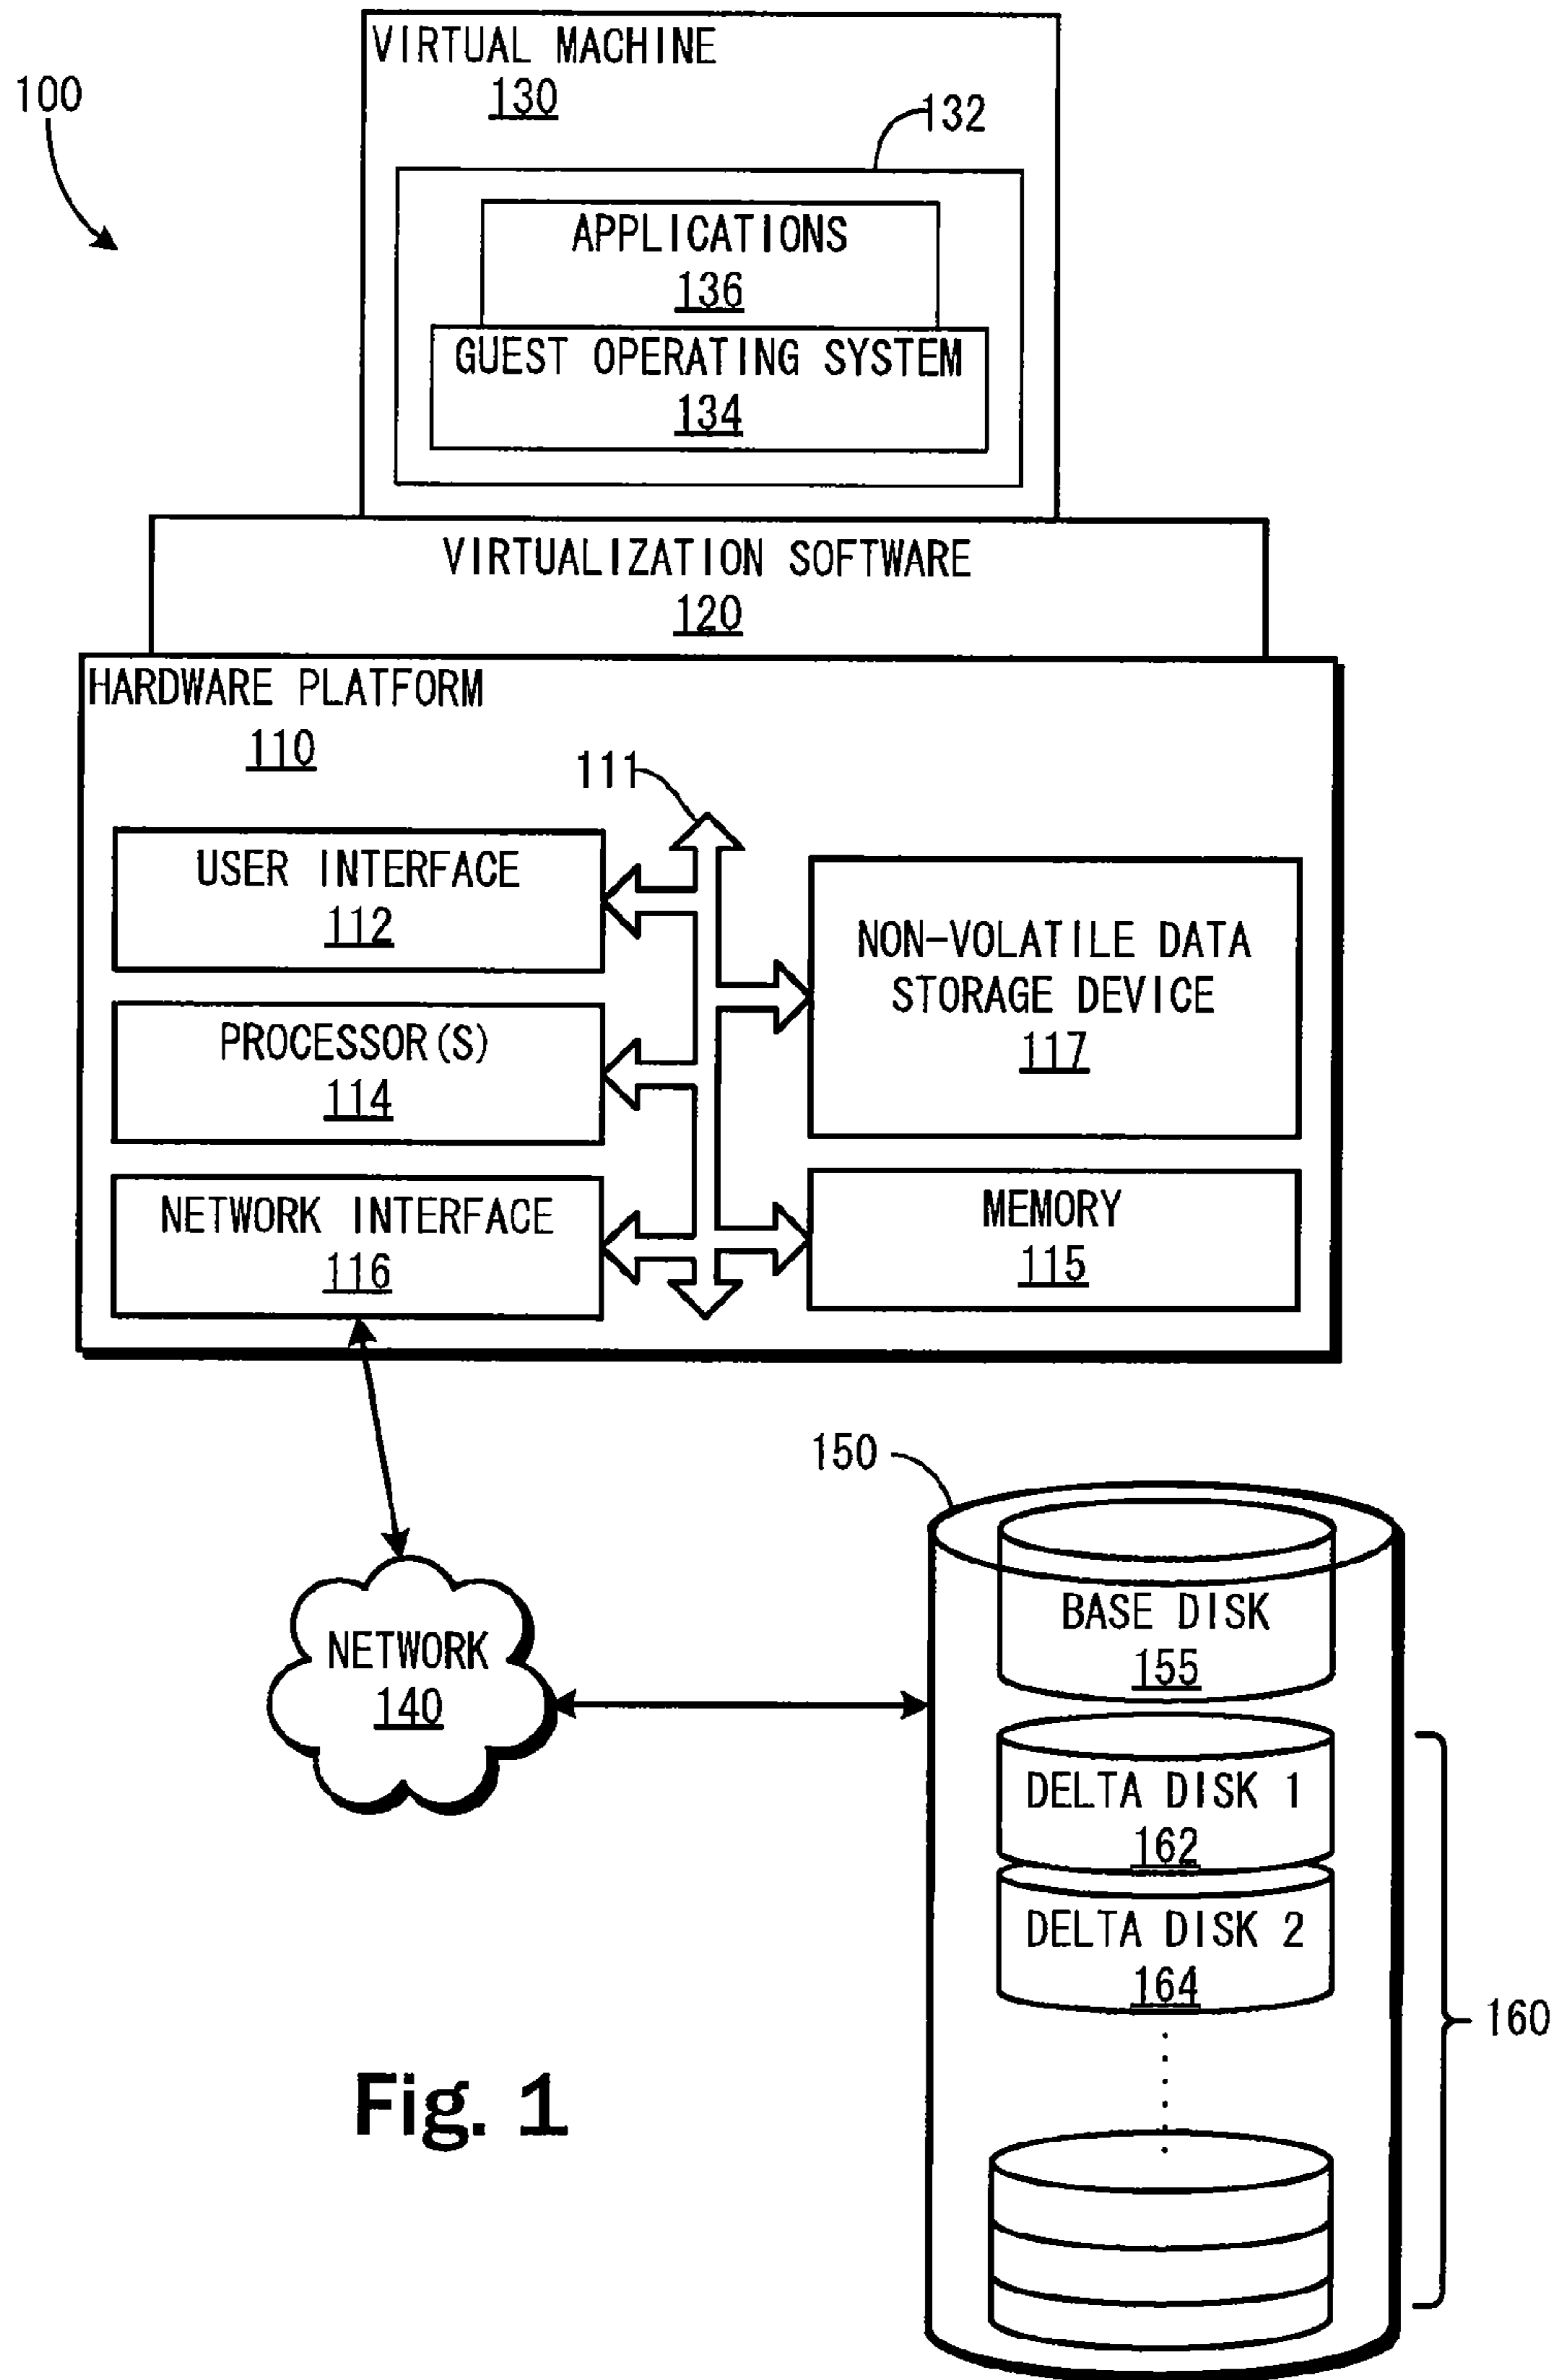 VIRTUAL MACHINE
130
100
132
APPLICATIONS
136
GUEST OPERATING SYSTEM
134
VIRTUALIZATION SOFTWARE
120
HARDWARE PLATFORM
110
111
USER INTERFACE
112
NON-VOLATILE DATA
STORAGE DEVICE
117
PROCESSOR(S)
114
NETWORK INTERFACE
116
MEMORY
115
150
BASE DISK
155
NETWORK
140
DELTA DISK 1
162
DELTA DISK 2
164
160
Fig. 1